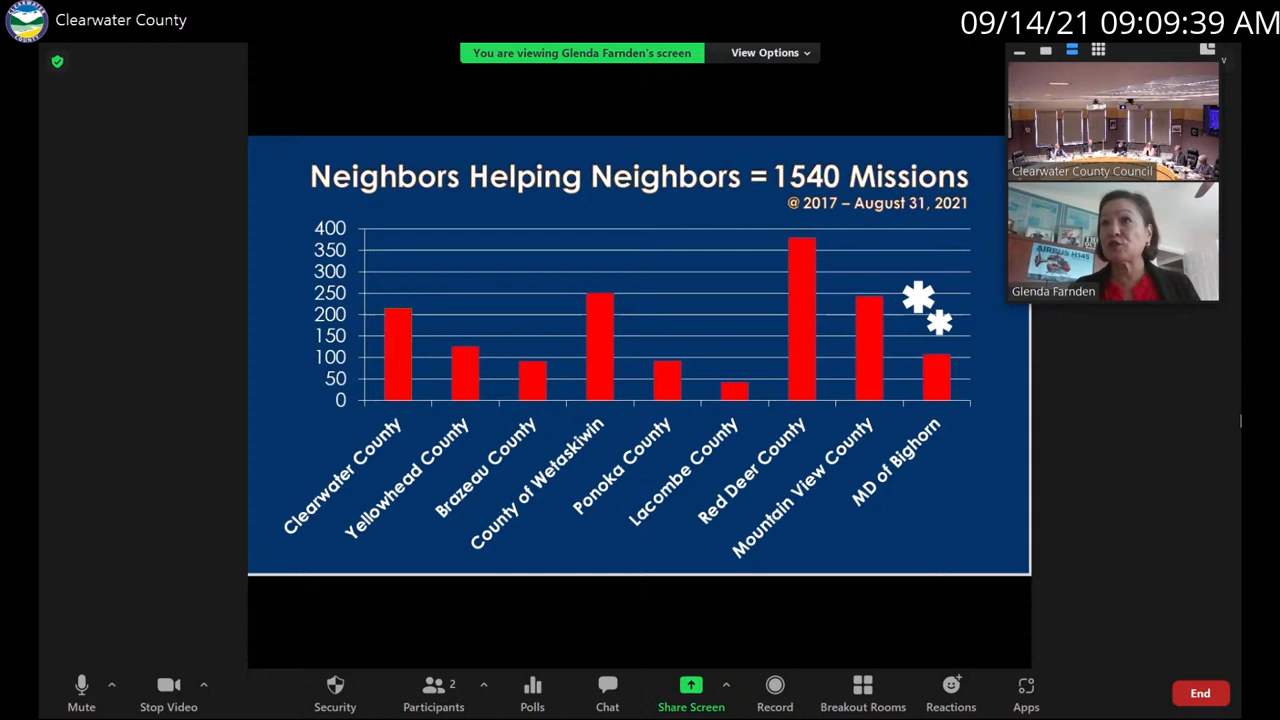 Clearwater County
09/14/21 09:09:39 AM
You are viewing Glenda Farnden's screen
View Options
Clearwater County Council
AIRBUS H145
Glenda Farnden
Neighbors Helping Neighbors = 1540 Missions
@ 2017 – August 31, 2021
400
350
300
250
200
150
100
50
0
Clearwater County
Yellowhead County
Brazeau County
County of Wetaskiwin
Ponoka County
Lacombe County
Red Deer County
Mountain View County
MD of Bighorn
Mute
Stop Video
Security
Participants
2
Polls
Chat
Share Screen
Record
Breakout Rooms
Reactions
Apps
End